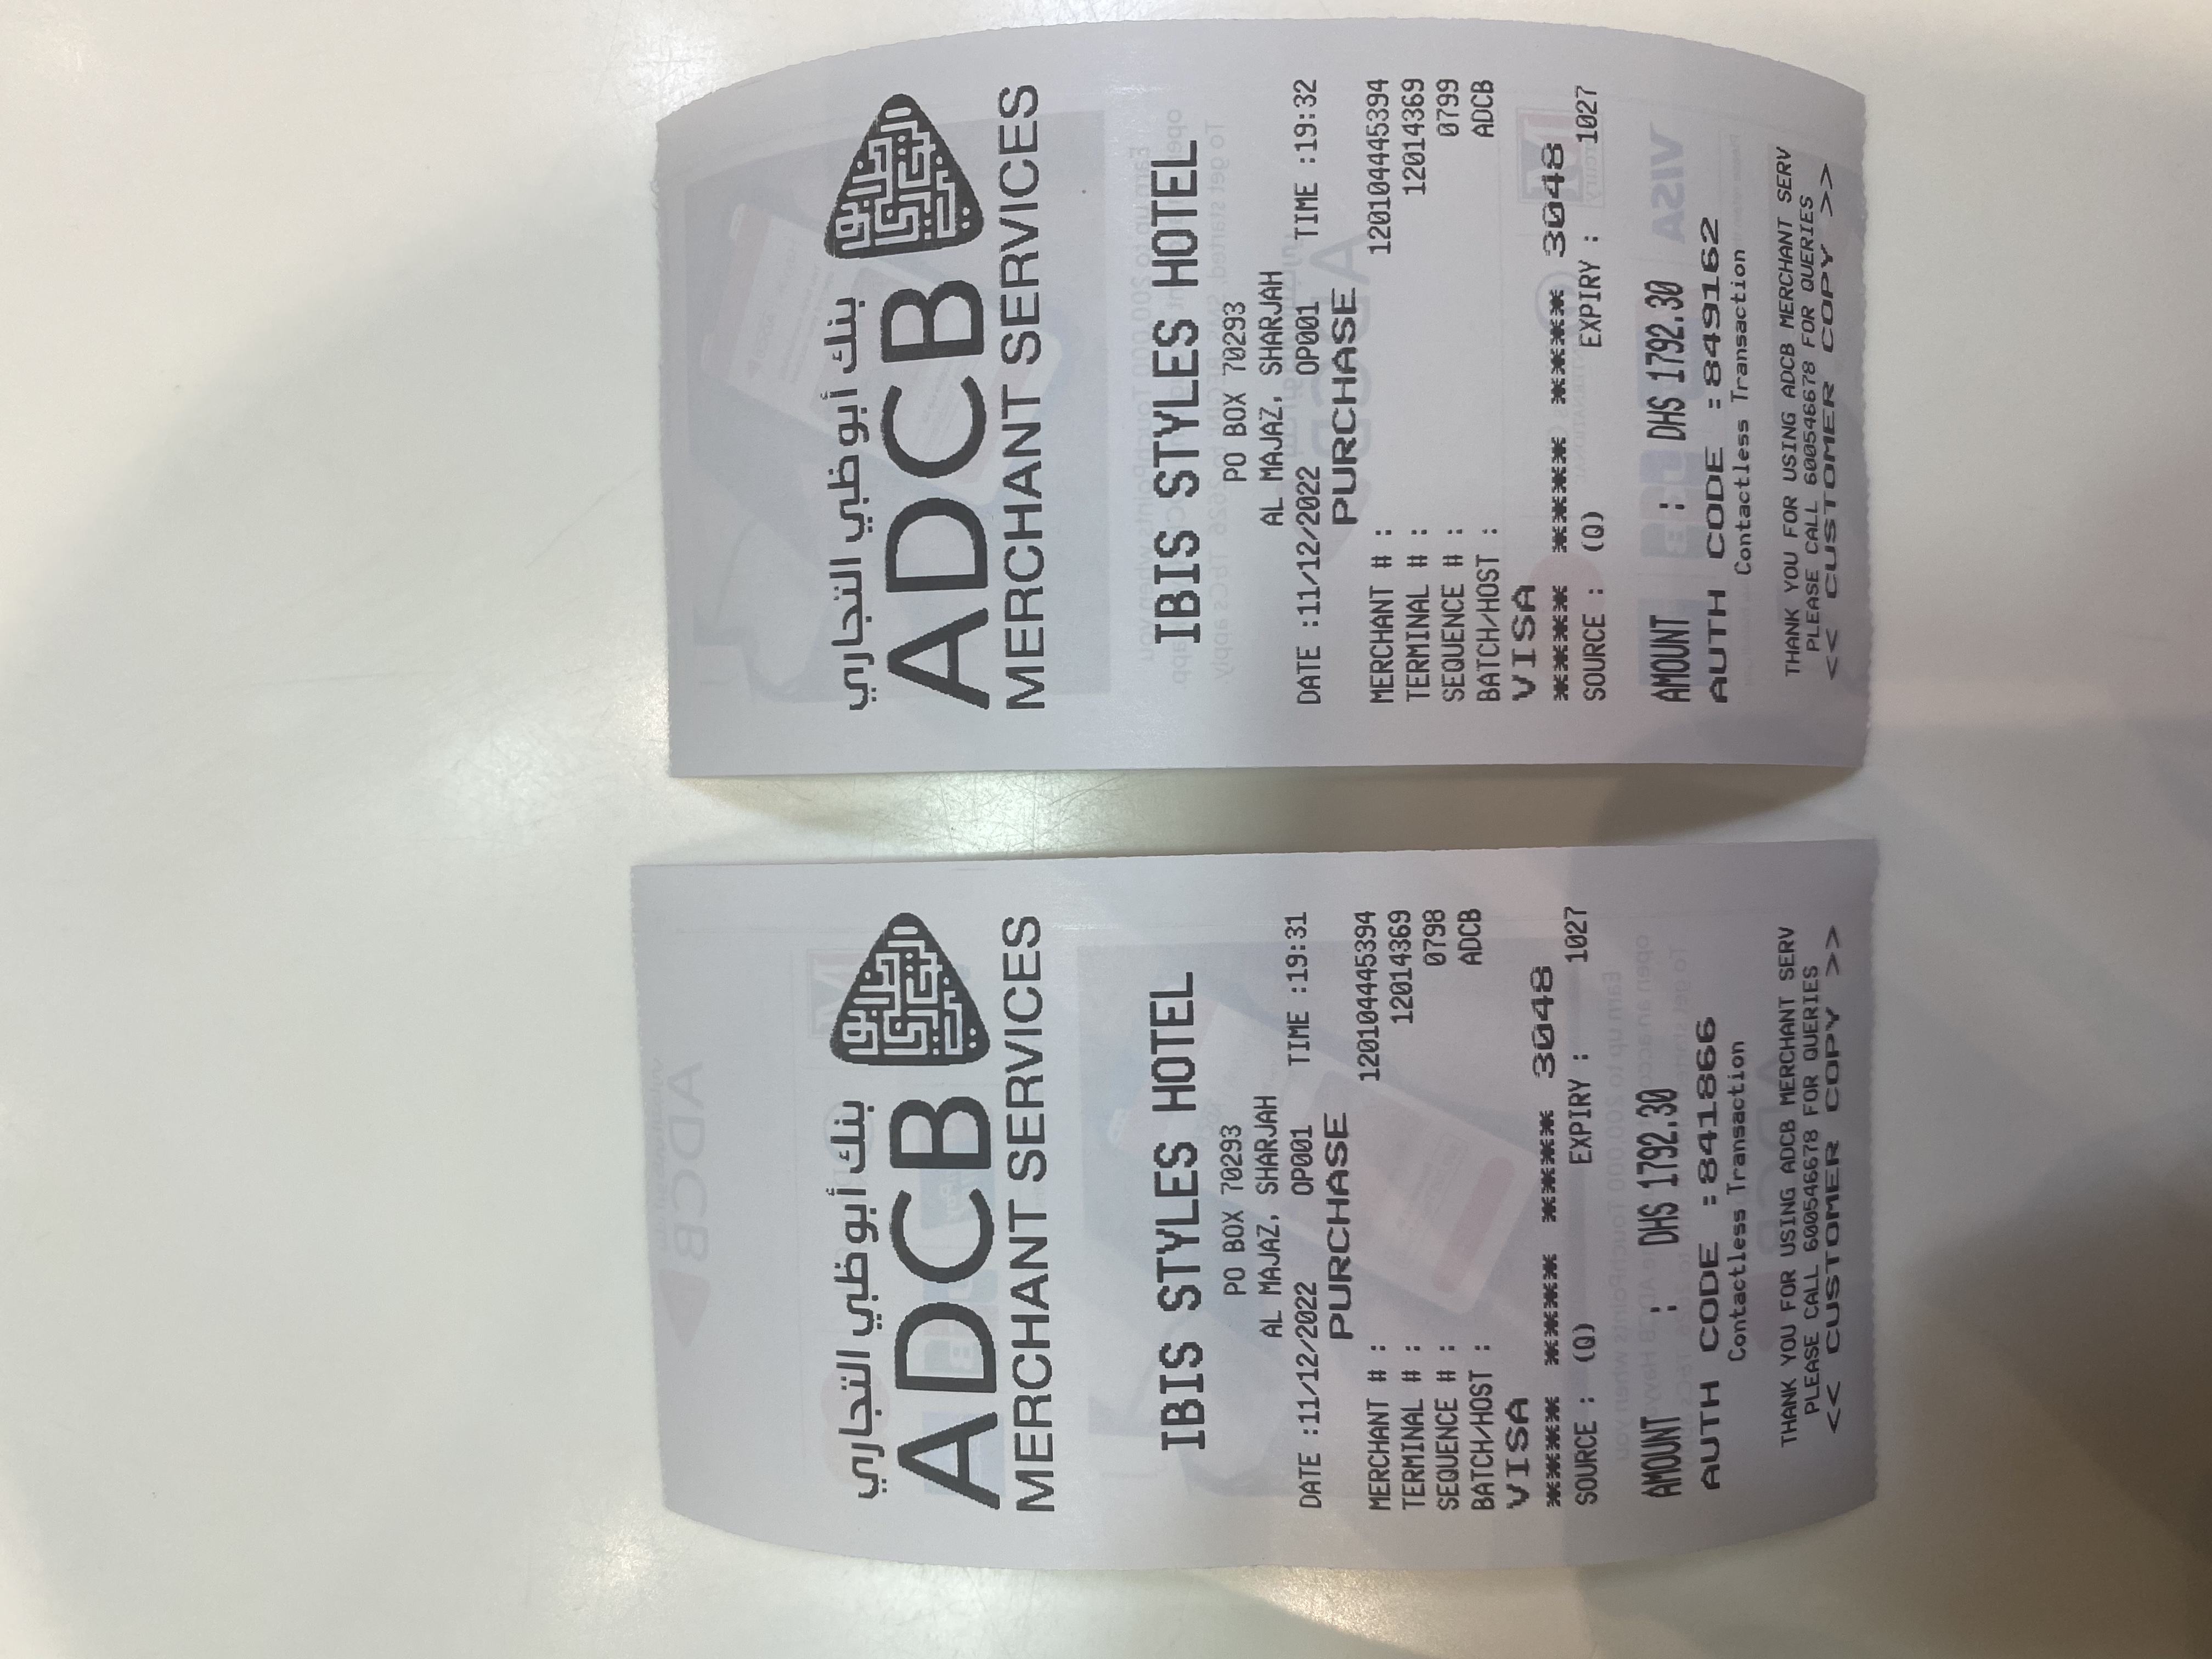 بنك أبوظبي التجاري
ADCB
MERCHANT SERVICES
IBIS STYLES HOTEL
PO BOX 70293
AL MAJAZ, SHARJAH
DATE :11/12/2022 OP001 TIME :19:31
PURCHASE
MERCHANT # : 120104445394
TERMINAL # : 12014369
SEQUENCE # : 0798
BATCH/HOST : ADCB
VISA
**** **** **** 3048
SOURCE : (Q) EXPIRY : 1027
AMOUNT : DHS 1792.30
AUTH CODE :841866
Contactless Transaction
THANK YOU FOR USING ADCB MERCHANT SERV
PLEASE CALL 600546678 FOR QUERIES
<< CUSTOMER COPY >>
بنك أبوظبي التجاري
ADCB
MERCHANT SERVICES
IBIS STYLES HOTEL
PO BOX 70293
AL MAJAZ, SHARJAH
DATE :11/12/2022 OP001 TIME :19:32
PURCHASE
MERCHANT # : 120104445394
TERMINAL # : 12014369
SEQUENCE # : 0799
BATCH/HOST : ADCB
VISA
**** **** **** 3048
SOURCE : (Q) EXPIRY : 1027
AMOUNT : DHS 1792.30
AUTH CODE :849162
Contactless Transaction
THANK YOU FOR USING ADCB MERCHANT SERV
PLEASE CALL 600546678 FOR QUERIES
<< CUSTOMER COPY >>